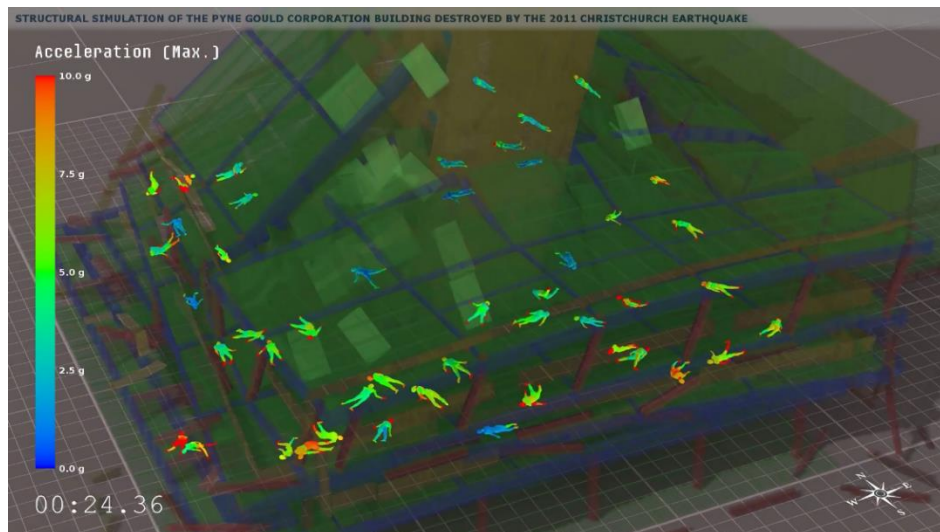 STRUCTURAL SIMULATION OF THE PYNE GOULD CORPORATION BUILDING DESTROYED BY THE 2011 CHRISTCHURCH EARTHQUAKE
Acceleration (Max.)
10.0 g
7.5 g
5.0 g
2.5 g
0.0 g
00:24.36
N
W E
S